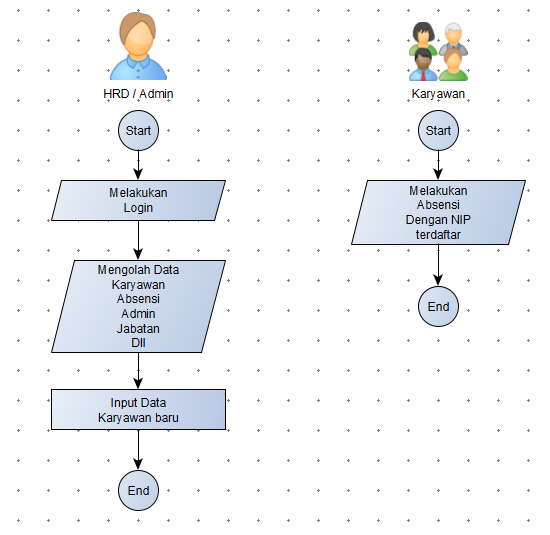 HRD / Admin
Start
Melakukan
Login
Mengolah Data
Karyawan
Absensi
Admin
Jabatan
Dll
Input Data
Karyawan baru
End
Karyawan
Start
Melakukan
Absensi
Dengan NIP
terdaftar
End